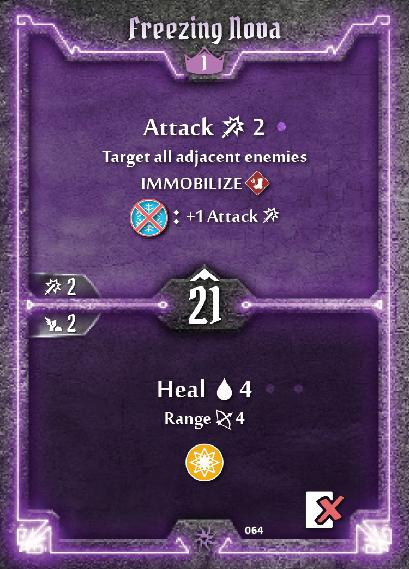 Freezing Nova
1
Attack 2
Target all adjacent enemies
IMMOBILIZE
: +1 Attack
2
21
2
Heal 4
Range 4
064